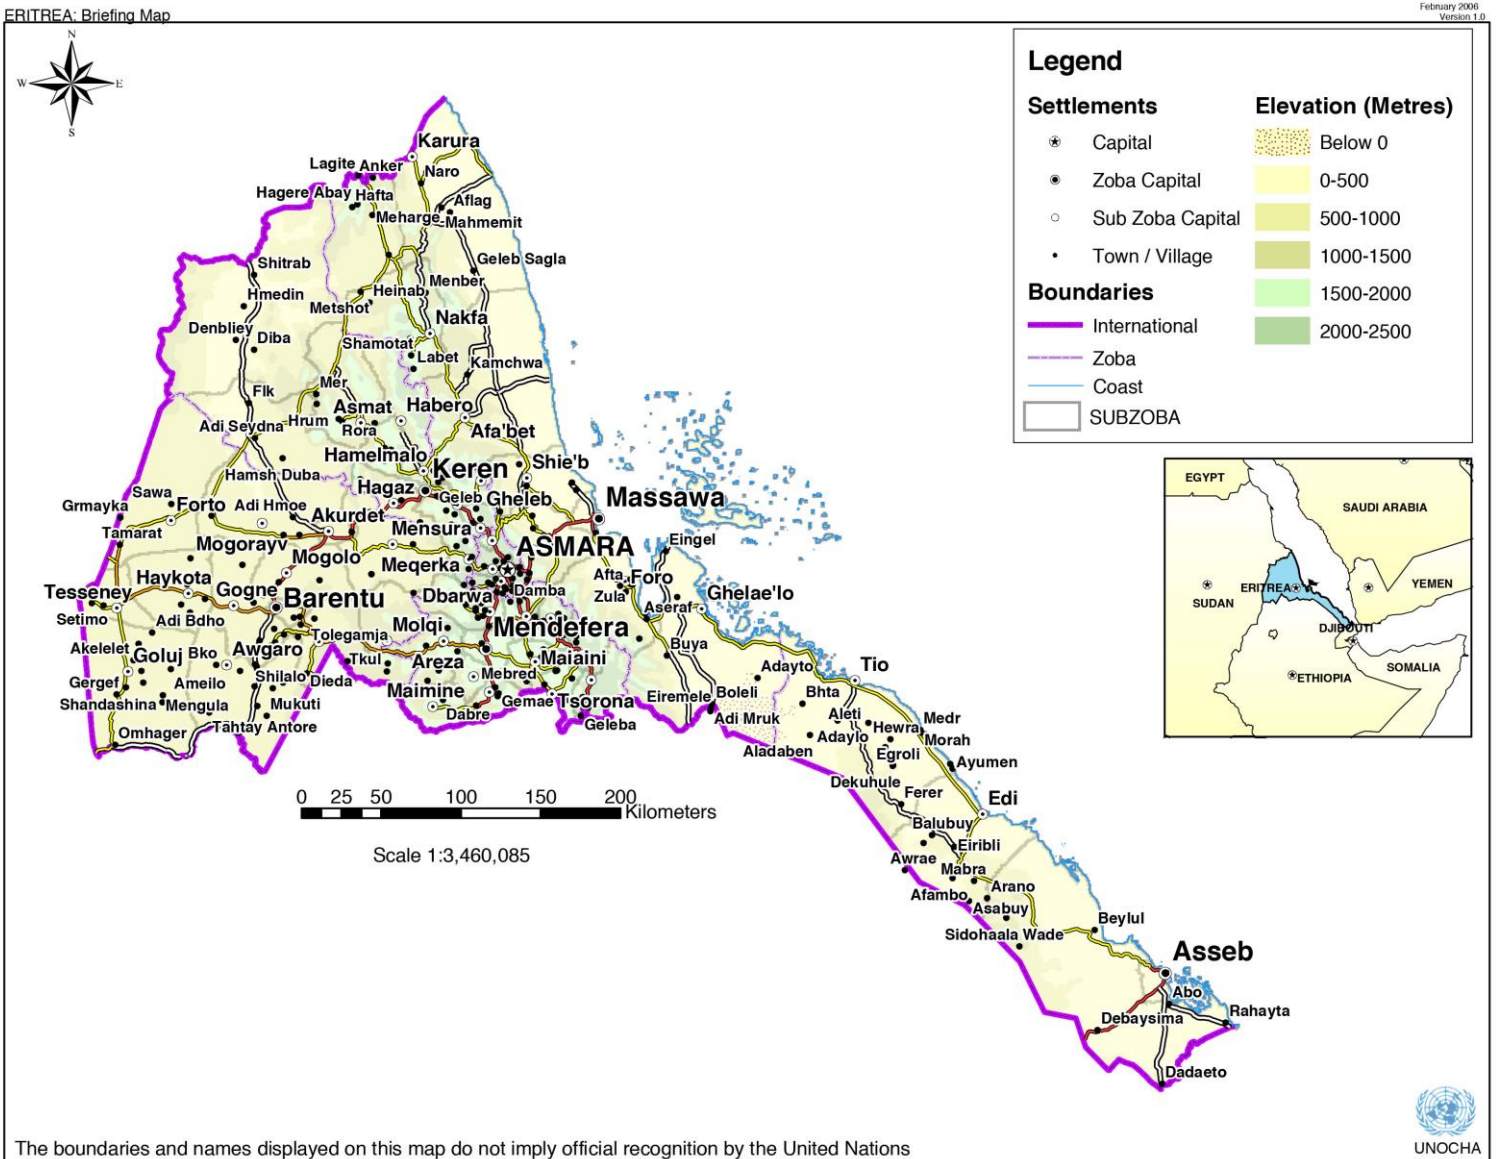 ERITREA: Briefing Map
February 2006
Version 1.0
N
W
E
S
Legend
Settlements
Capital
Zoba Capital
Sub Zoba Capital
Town / Village
Boundaries
International
Zoba
Coast
SUBZOBA
Elevation (Metres)
Below 0
0-500
500-1000
1000-1500
1500-2000
2000-2500
Karura
Lagite
Anker
Naro
Hagere Abay
Hafta
Aflag
Meharge
Mahmemit
Shitrab
Geleb Sagla
Hmedin
Heinab
Menber
Metshot
Nakfa
Denbliey
Diba
Shamotat
Labet
Kamchwa
Mer
Flk
Asmat
Habero
Adi Seydna
Hrum
Rora
Afa'bet
Hamelmalo
Keren
Shie'b
Hamsh Duba
Hagaz
Geleb
Gheleb
Massawa
Sawa
Grmayka
Forto
Adi Hmoe
Akurdet
Mensura
Tamarat
Mogorayv
ASMARA
Eingel
Mogolo
Meqerka
Haykota
Gogne
Afta
Foro
Tesseney
Barentu
Dbarwa
Damba
Zula
Ghelae'lo
Aseraf
Setimo
Adi Bdho
Molqi
Mendefera
Tolegamja
Buya
Akelelet
Goluj
Bko
Awgaro
Tkul
Areza
Maiaini
Adayto
Tio
Gergef
Ameilo
Shilalo
Dieda
Mebred
Maimine
Eiremele
Boleli
Bhta
Shandashina
Mengula
Mukuti
Gemae
Tsorona
Dabre
Adi Mruk
Aleti
Medr
Omhager
Tahtay Antore
Geleba
Hewra
Adaylo
Morah
Aladaben
Egroli
Ayumen
Dekuhule
Ferer
Edi
Balubuy
Eiribli
Awrae
Mabra
Arano
Afambo
Asabuy
Beylul
Sidohaala Wade
Asseb
Abo
Rahayta
Debaysima
Dadaeto
0 25 50 100 150 200
Kilometers
Scale 1:3,460,085
EGYPT
SAUDI ARABIA
ERITREA
YEMEN
SUDAN
DJIBOUTI
SOMALIA
ETHIOPIA
UNOCHA
The boundaries and names displayed on this map do not imply official recognition by the United Nations